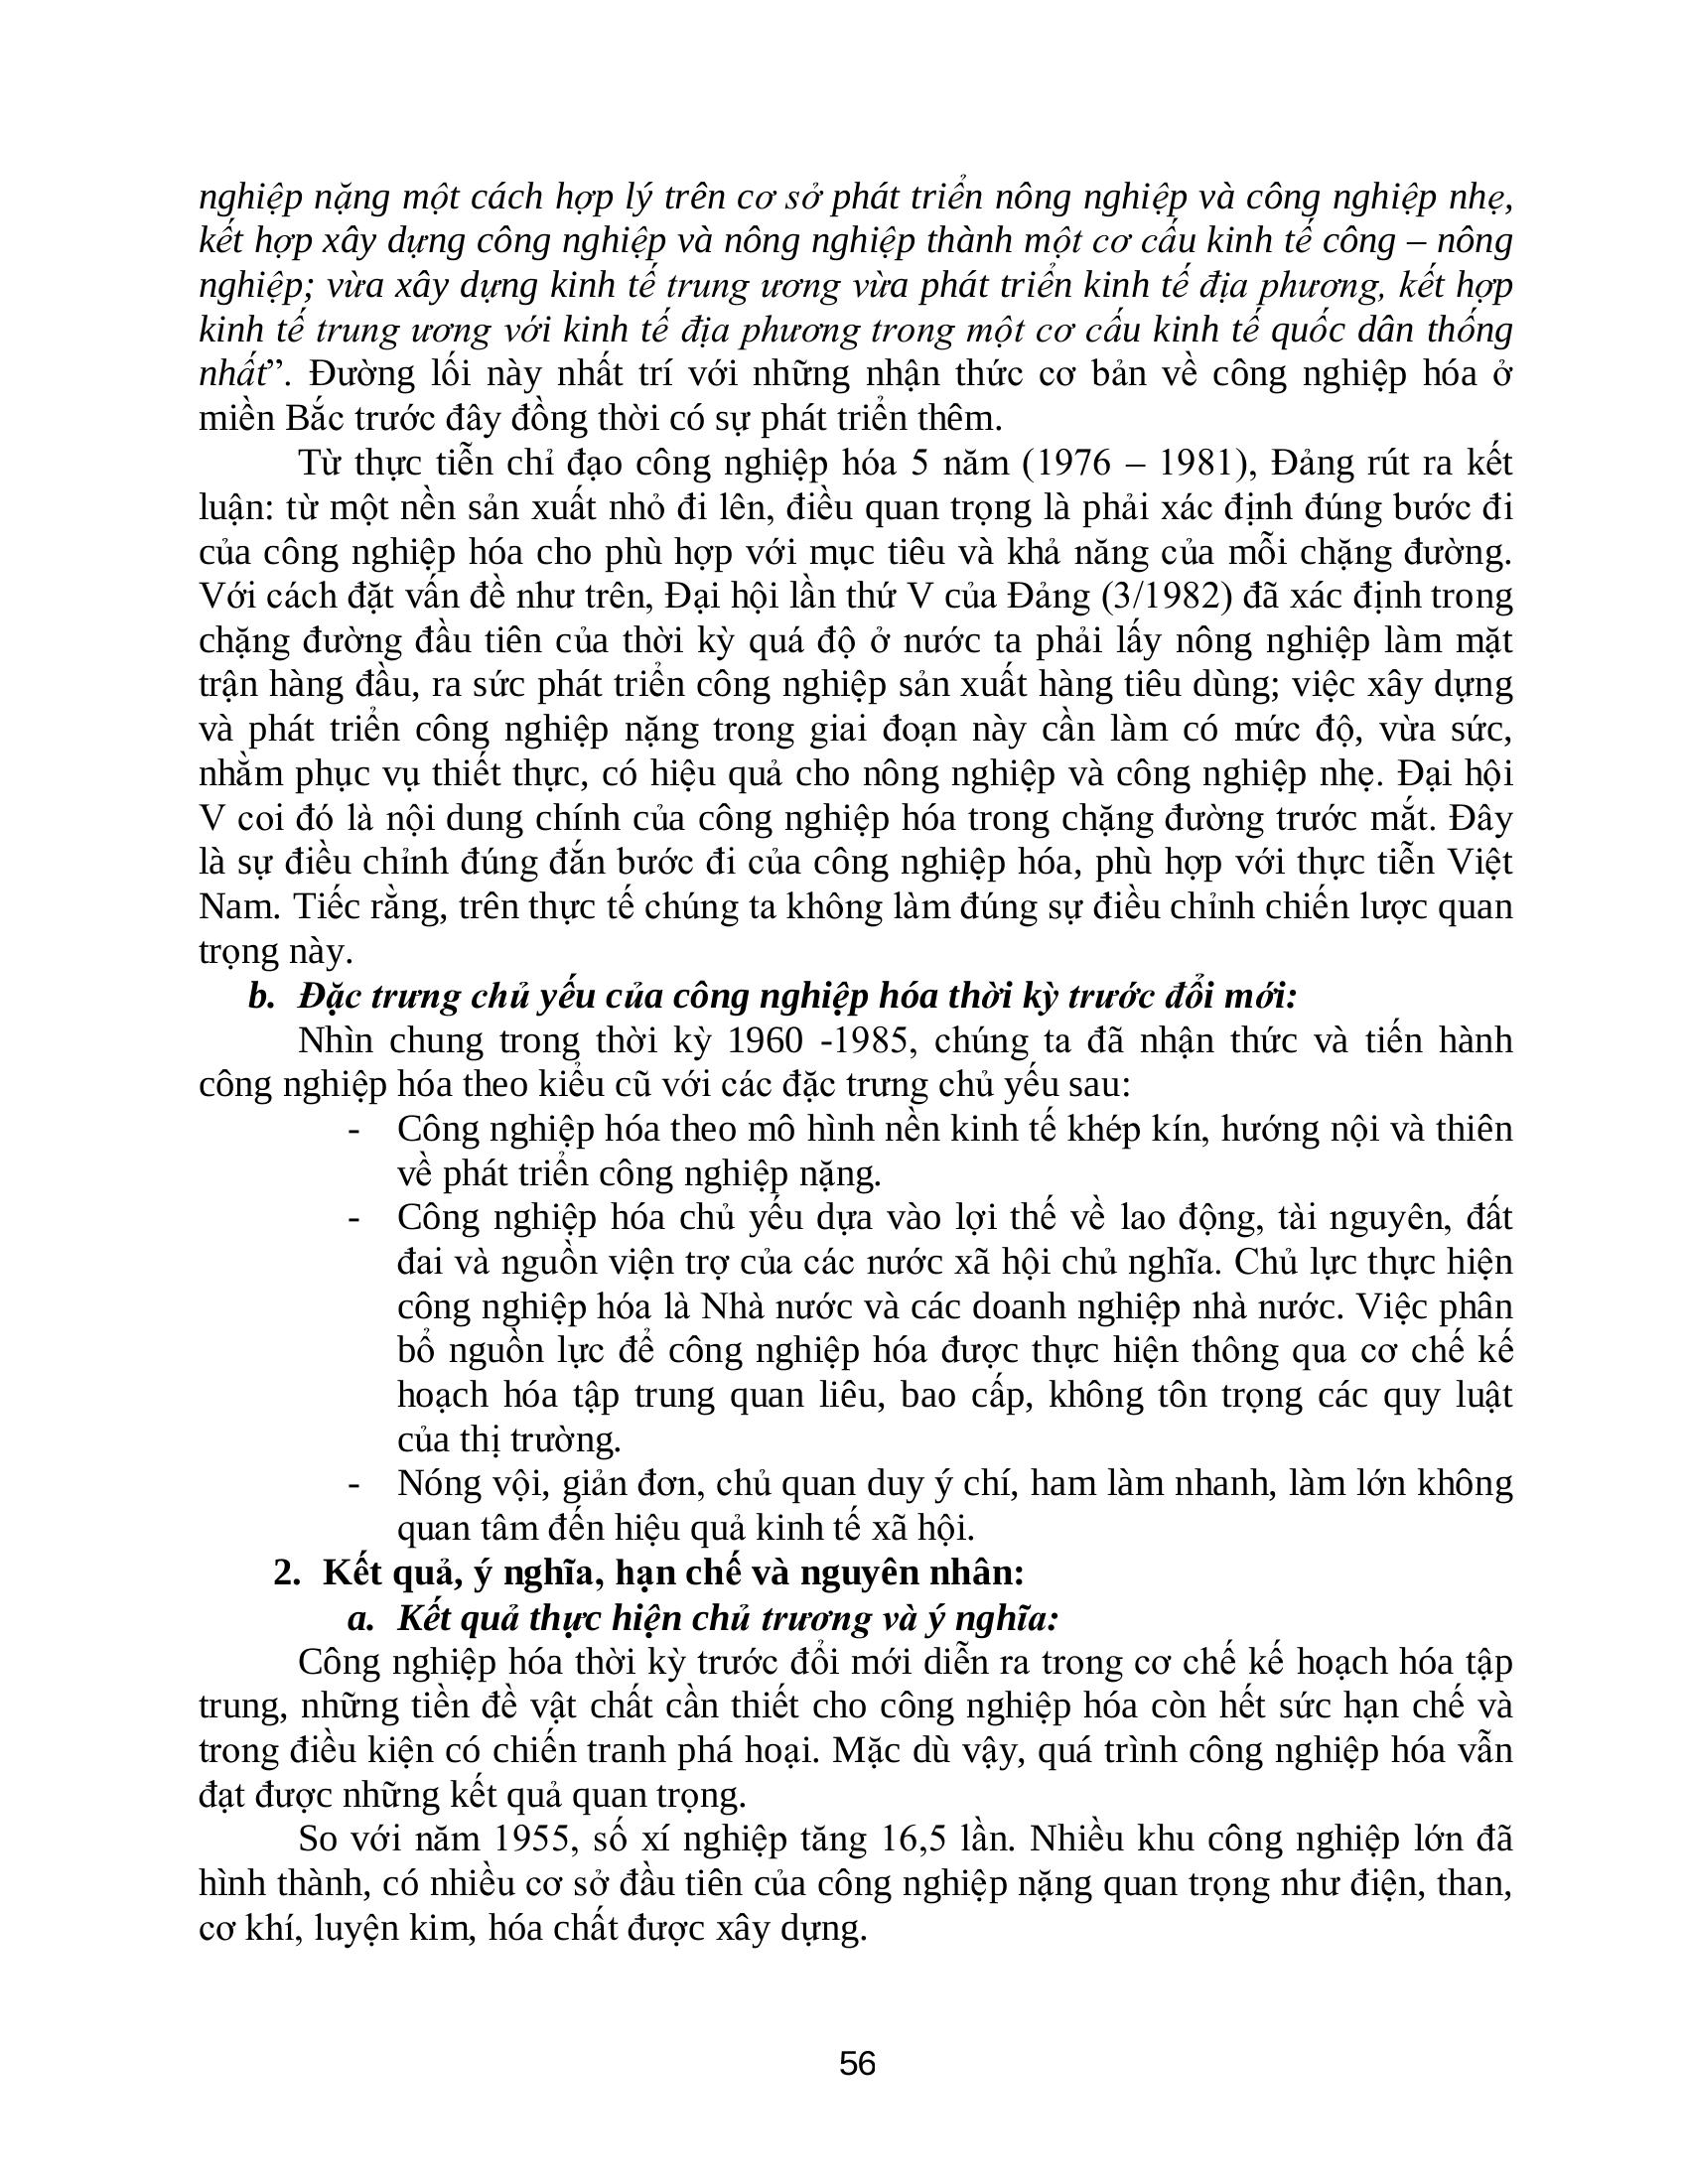 nghiệp nặng một cách hợp lý trên cơ sở phát triển nông nghiệp và công nghiệp nhẹ,
kết hợp xây dựng công nghiệp và nông nghiệp thành một cơ cấu kinh tế công – nông
nghiệp; vừa xây dựng kinh tế trung ương vừa phát triển kinh tế địa phương, kết hợp
kinh tế trung ương với kinh tế địa phương trong một cơ cấu kinh tế quốc dân thống
nhất”. Đường lối này nhất trí với những nhận thức cơ bản về công nghiệp hóa ở
miền Bắc trước đây đồng thời có sự phát triển thêm.
Từ thực tiễn chỉ đạo công nghiệp hóa 5 năm (1976 – 1981), Đảng rút ra kết
luận: từ một nền sản xuất nhỏ đi lên, điều quan trọng là phải xác định đúng bước đi
của công nghiệp hóa cho phù hợp với mục tiêu và khả năng của mỗi chặng đường.
Với cách đặt vấn đề như trên, Đại hội lần thứ V của Đảng (3/1982) đã xác định trong
chặng đường đầu tiên của thời kỳ quá độ ở nước ta phải lấy nông nghiệp làm mặt
trận hàng đầu, ra sức phát triển công nghiệp sản xuất hàng tiêu dùng; việc xây dựng
và phát triển công nghiệp nặng trong giai đoạn này cần làm có mức độ, vừa sức,
nhằm phục vụ thiết thực, có hiệu quả cho nông nghiệp và công nghiệp nhẹ. Đại hội
V coi đó là nội dung chính của công nghiệp hóa trong chặng đường trước mắt. Đây
là sự điều chỉnh đúng đắn bước đi của công nghiệp hóa, phù hợp với thực tiễn Việt
Nam. Tiếc rằng, trên thực tế chúng ta không làm đúng sự điều chỉnh chiến lược quan
trọng này.
b. Đặc trưng chủ yếu của công nghiệp hóa thời kỳ trước đổi mới:
Nhìn chung trong thời kỳ 1960 -1985, chúng ta đã nhận thức và tiến hành
công nghiệp hóa theo kiểu cũ với các đặc trưng chủ yếu sau:
- Công nghiệp hóa theo mô hình nền kinh tế khép kín, hướng nội và thiên
về phát triển công nghiệp nặng.
- Công nghiệp hóa chủ yếu dựa vào lợi thế về lao động, tài nguyên, đất
đai và nguồn viện trợ của các nước xã hội chủ nghĩa. Chủ lực thực hiện
công nghiệp hóa là Nhà nước và các doanh nghiệp nhà nước. Việc phân
bổ nguồn lực để công nghiệp hóa được thực hiện thông qua cơ chế kế
hoạch hóa tập trung quan liêu, bao cấp, không tôn trọng các quy luật
của thị trường.
- Nóng vội, giản đơn, chủ quan duy ý chí, ham làm nhanh, làm lớn không
quan tâm đến hiệu quả kinh tế xã hội.
2. Kết quả, ý nghĩa, hạn chế và nguyên nhân:
a. Kết quả thực hiện chủ trương và ý nghĩa:
Công nghiệp hóa thời kỳ trước đổi mới diễn ra trong cơ chế kế hoạch hóa tập
trung, những tiền đề vật chất cần thiết cho công nghiệp hóa còn hết sức hạn chế và
trong điều kiện có chiến tranh phá hoại. Mặc dù vậy, quá trình công nghiệp hóa vẫn
đạt được những kết quả quan trọng.
So với năm 1955, số xí nghiệp tăng 16,5 lần. Nhiều khu công nghiệp lớn đã
hình thành, có nhiều cơ sở đầu tiên của công nghiệp nặng quan trọng như điện, than,
cơ khí, luyện kim, hóa chất được xây dựng.
56